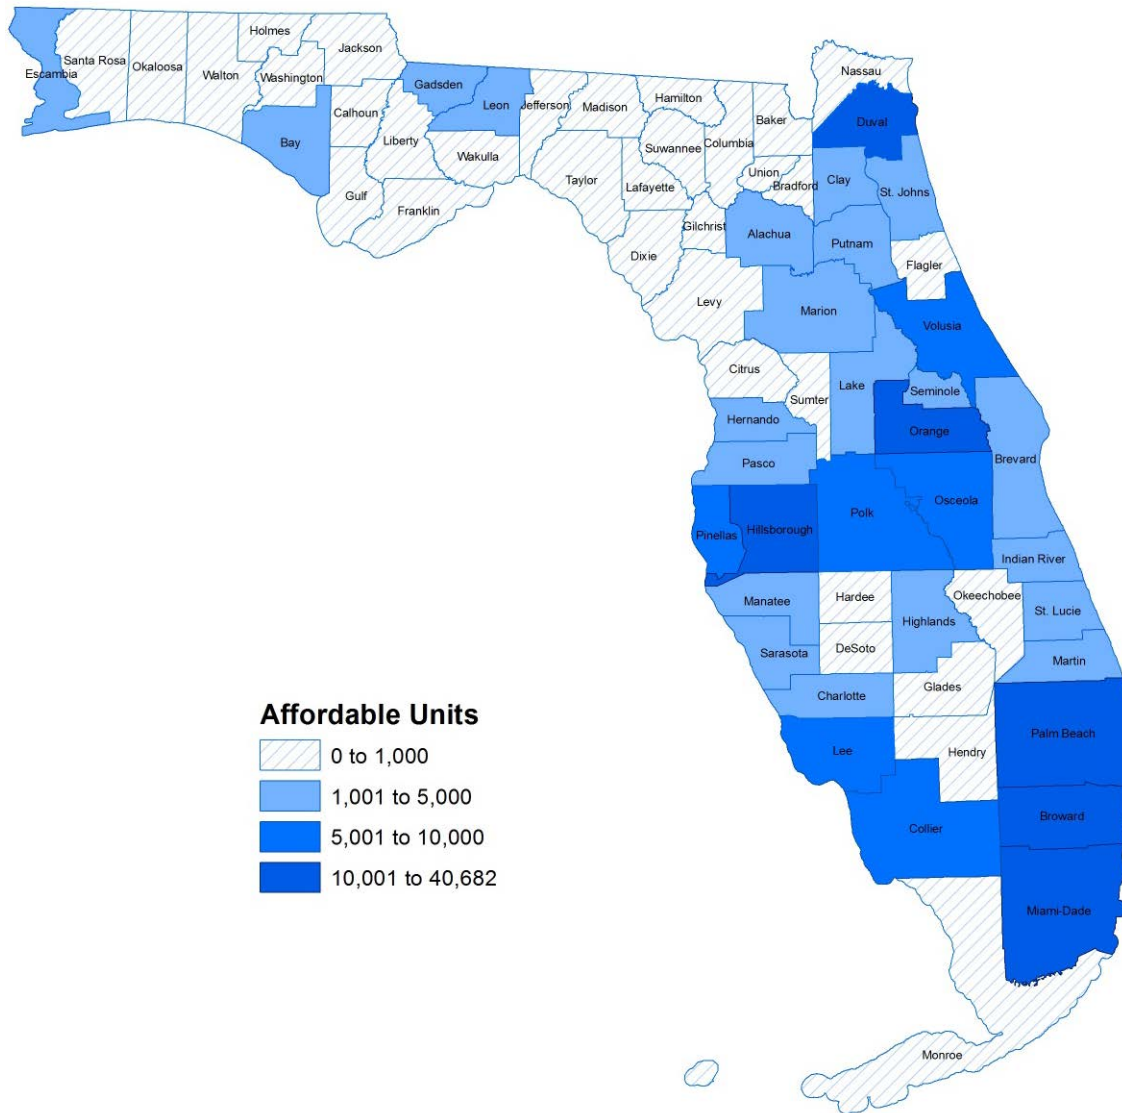 Holmes
Jackson
Santa Rosa
Okaloosa
Walton
Washington
Escambia
Gadsden
Leon
Jefferson
Madison
Hamilton
Nassau
Duval
Baker
Calhoun
Bay
Liberty
Wakulla
Suwannee
Columbia
Union
Bradford
Clay
St. Johns
Taylor
Lafayette
Gulf
Franklin
Gilchrist
Alachua
Putnam
Dixie
Flagler
Levy
Marion
Volusia
Citrus
Sumter
Lake
Seminole
Hernando
Orange
Pasco
Brevard
Polk
Osceola
Pinellas
Hillsborough
Indian River
Manatee
Hardee
Okeechobee
Highlands
St. Lucie
Sarasota
DeSoto
Martin
Charlotte
Glades
Affordable Units
0 to 1,000
1,001 to 5,000
5,001 to 10,000
10,001 to 40,682
Palm Beach
Lee
Hendry
Collier
Broward
Miami-Dade
Monroe